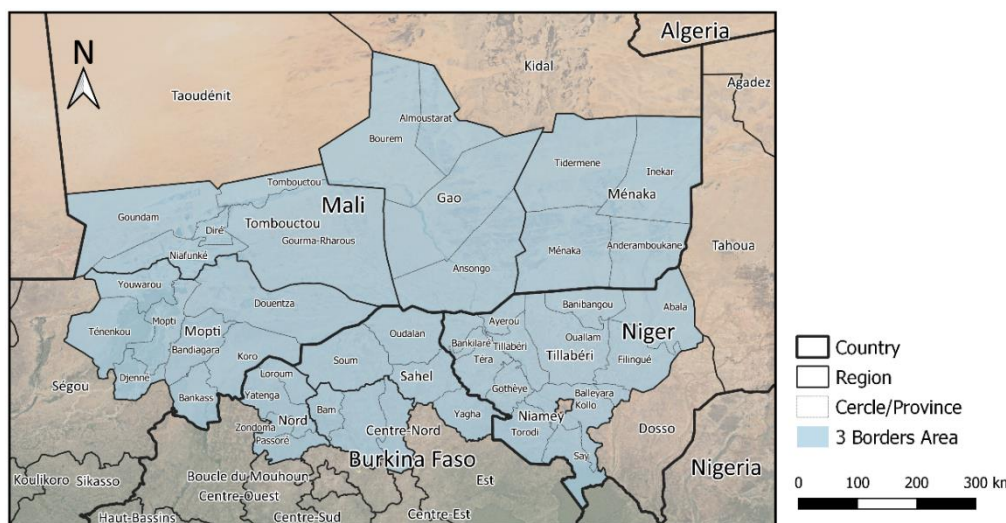 Algeria
N
Kidal
Taoudénit
Agadez
Almoustarat
Bourem
Tidermene
Inekar
Tombouctou
Mali
Gao
Ménaka
Goundam
Diré
Tombouctou
Gourma-Rharous
Niafunké
Ménaka
Anderamboukane
Tahoua
Ansongo
Youwarou
Douentza
Banibangou
Abala
Ténenkou
Mopti
Mopti
Oudalan
Ayerou
Ouallam
Niger
Bankilaré
Tillabéri
Tillabéri
Bandiagara
Koro
Soum
Téra
Filingué
Djenné
Loroum
Sahel
Ségou
Bankass
Yatenga
Bam
Gothèye
Balleyara
Kollo
Nord
Yagha
Niamey
Zondoma
Passoré
Centre-Nord
Torodi
Dosso
Burkina Faso
Say
Boucle du Mouhoun
Koulikoro
Sikasso
Centre-Ouest
Est
Nigeria
Haut-Bassins
Centre-Sud
Centre-Est
Country
Region
Cercle/Province
3 Borders Area
0 100 200 300 km